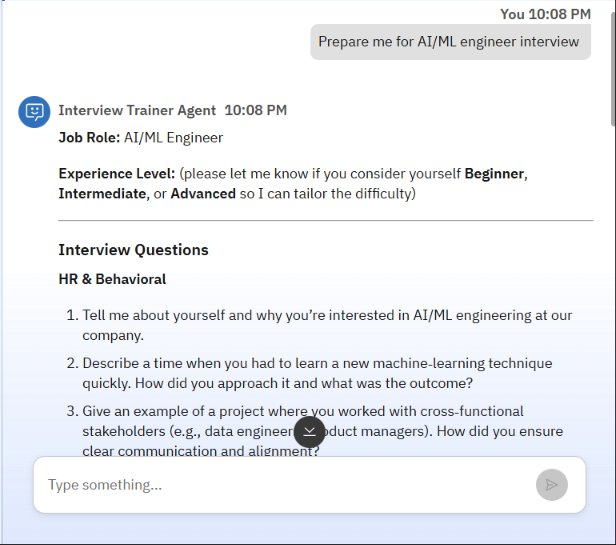 You 10:08 PM
Prepare me for AI/ML engineer interview
Interview Trainer Agent 10:08 PM
Job Role: AI/ML Engineer
Experience Level: (please let me know if you consider yourself Beginner,
Intermediate, or Advanced so I can tailor the difficulty)
Interview Questions
HR & Behavioral
1. Tell me about yourself and why you're interested in AI/ML engineering at our
company.
2. Describe a time when you had to learn a new machine-learning technique
quickly. How did you approach it and what was the outcome?
3. Give an example of a project where you worked with cross-functional
stakeholders (e.g., data engineer duct managers). How did you ensure
clear communication and alignment?
Type something...